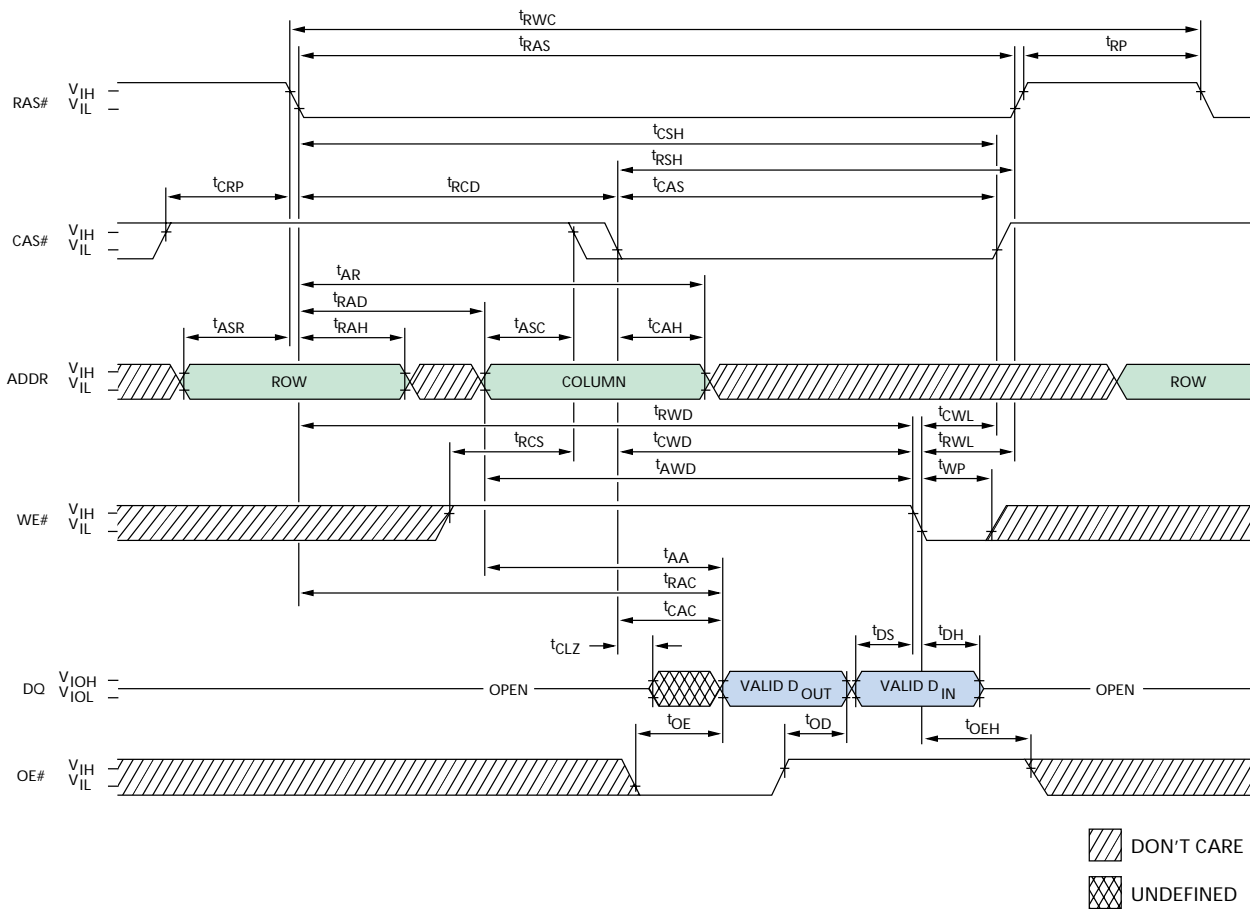 tRWC
tRAS
tRP
RAS#
VIH
VIL
tCSH
tRSH
tCRP
tRCD
tCAS
CAS#
VIH
VIL
tAR
tRAD
tASR
tRAH
tASC
tCAH
ADDR
VIH
VIL
ROW
COLUMN
ROW
tRWD
tCWL
tRCS
tCWD
tRWL
tAWD
tWP
WE#
VIH
VIL
tAA
tRAC
tCAC
tCLZ
tDS
tDH
DQ
VIOH
VIOL
OPEN
VALID DOUT
VALID DIN
OPEN
tOE
tOD
tOEH
OE#
VIH
VIL
DON'T CARE
UNDEFINED